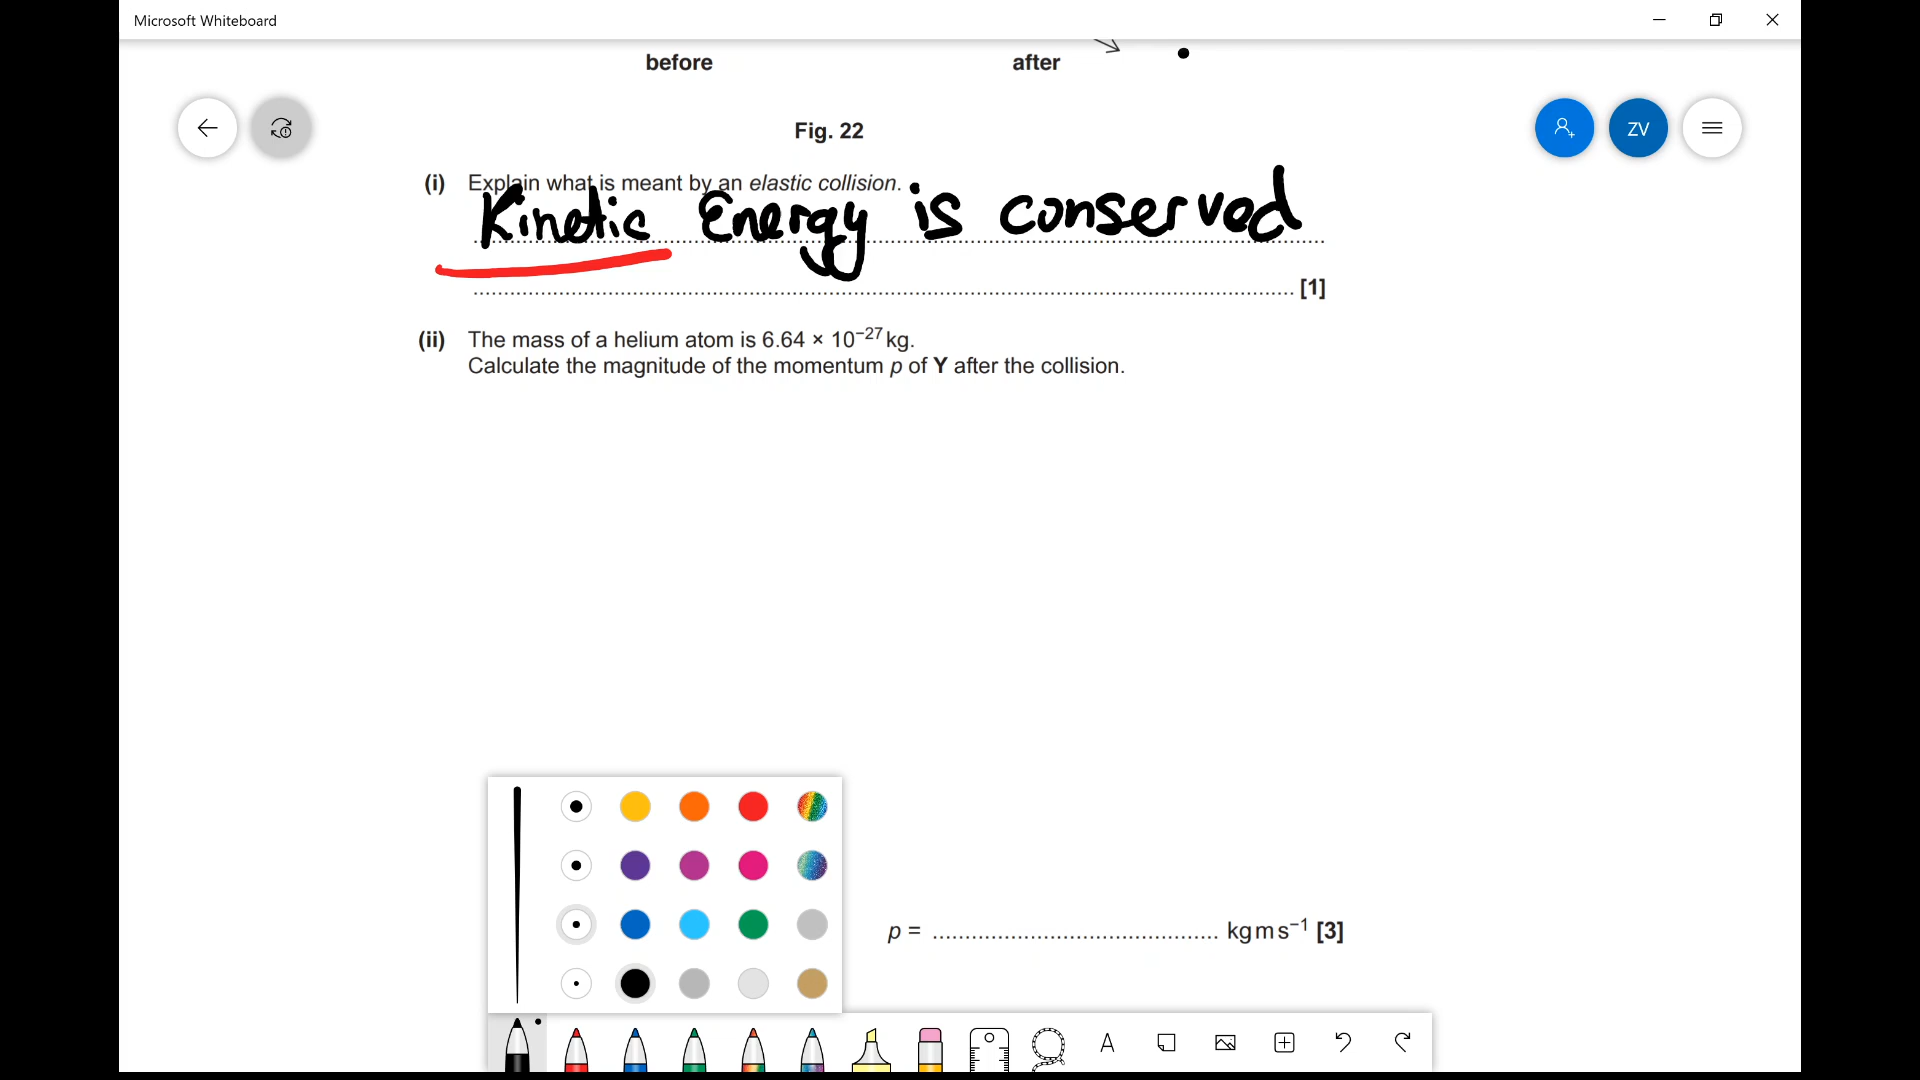 Microsoft Whiteboard
before after
Fig. 22
ZV
(i) Explain what is meant by an elastic collision.
Kinetic Energy is conserved
[1]
(ii) The mass of a helium atom is 6.64 × 10⁻²⁷ kg.
Calculate the magnitude of the momentum p of Y after the collision.
p = ............................................ kg m s⁻¹ [3]
A